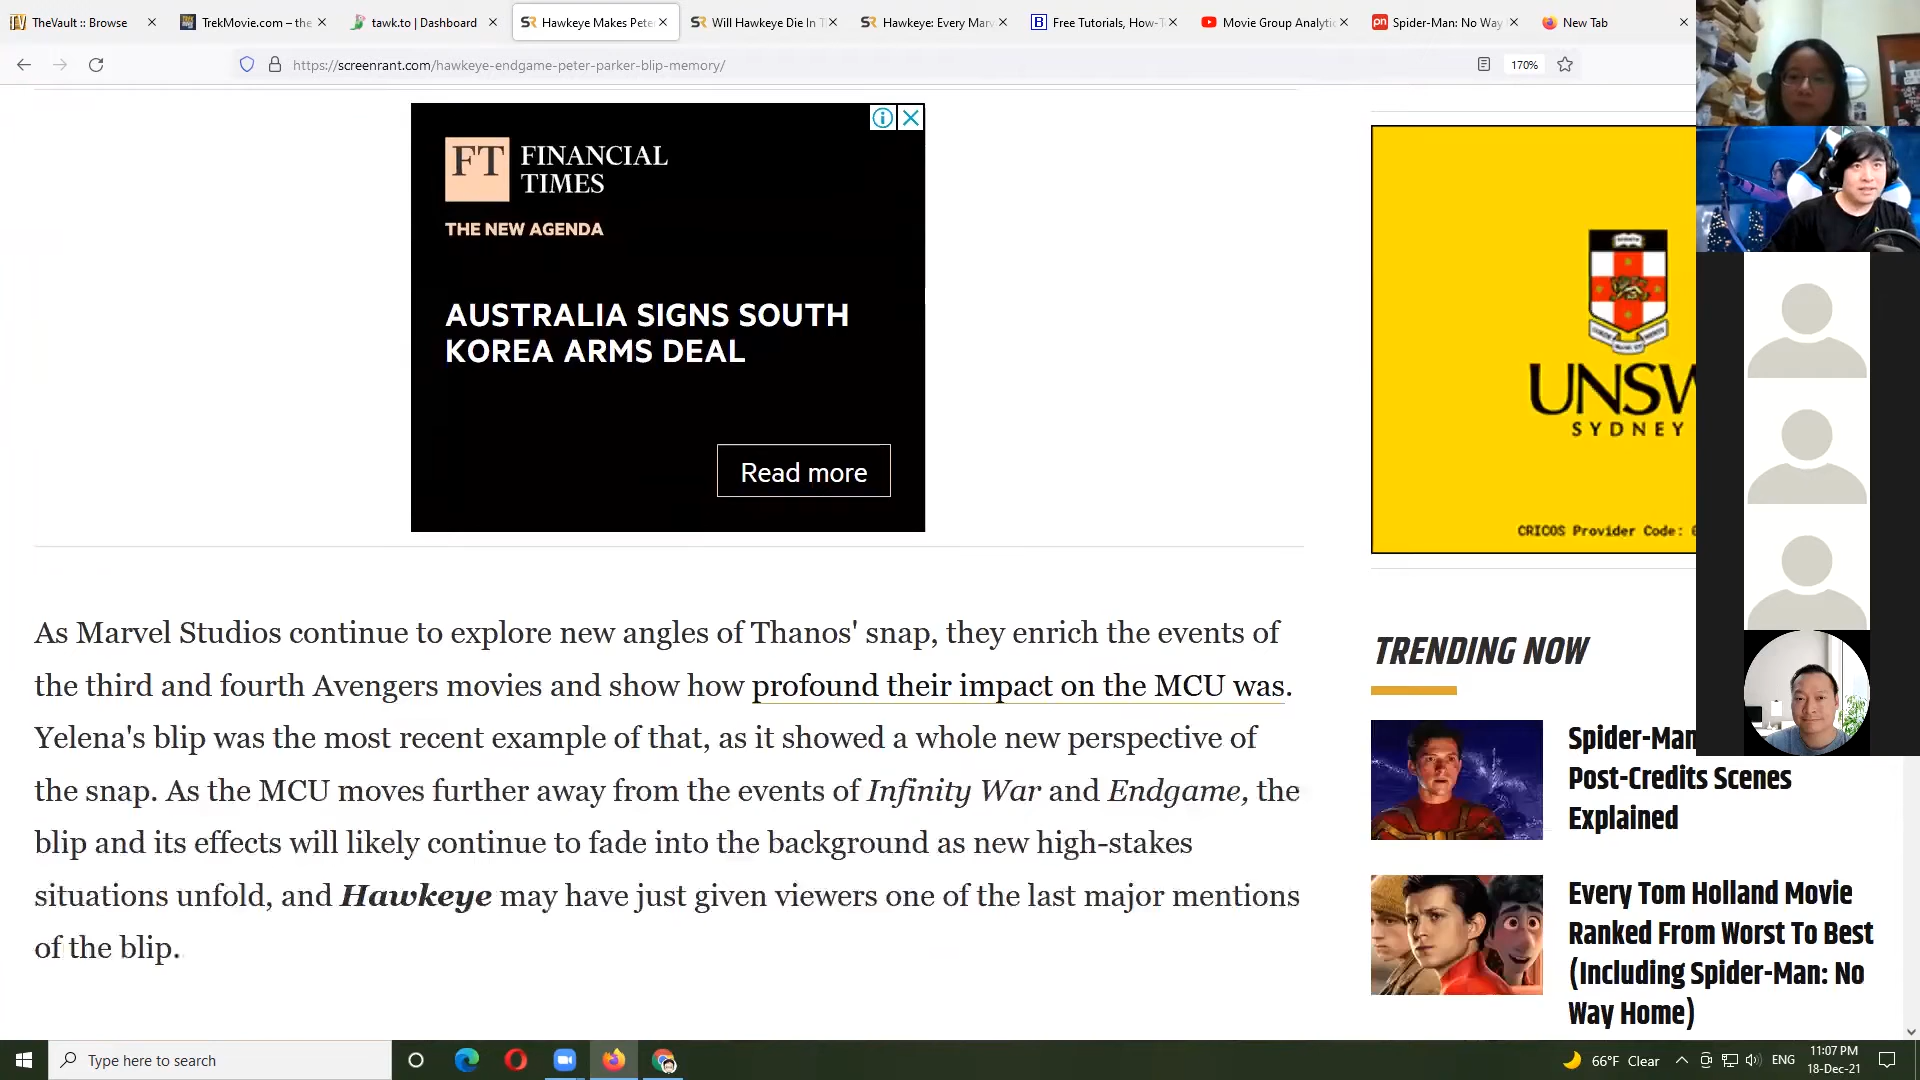 TheVault :: Browse
TrekMovie.com – the
tawk.to | Dashboard
Hawkeye Makes Pete
Will Hawkeye Die In T
Hawkeye: Every Marv
Free Tutorials, How-T
Movie Group Analytic
Spider-Man: No Way
New Tab
https://screenrant.com/hawkeye-endgame-peter-parker-blip-memory/
170%
FT FINANCIAL
TIMES
THE NEW AGENDA
AUSTRALIA SIGNS SOUTH
KOREA ARMS DEAL
Read more
UNSW
SYDNEY
CRICOS Provider Code:
As Marvel Studios continue to explore new angles of Thanos' snap, they enrich the events of
the third and fourth Avengers movies and show how profound their impact on the MCU was.
Yelena's blip was the most recent example of that, as it showed a whole new perspective of
the snap. As the MCU moves further away from the events of Infinity War and Endgame, the
blip and its effects will likely continue to fade into the background as new high-stakes
situations unfold, and Hawkeye may have just given viewers one of the last major mentions
of the blip.
TRENDING NOW
Spider-Man
Post-Credits Scenes
Explained
Every Tom Holland Movie
Ranked From Worst To Best
(Including Spider-Man: No
Way Home)
Type here to search
66°F Clear
ENG
11:07 PM
18-Dec-21